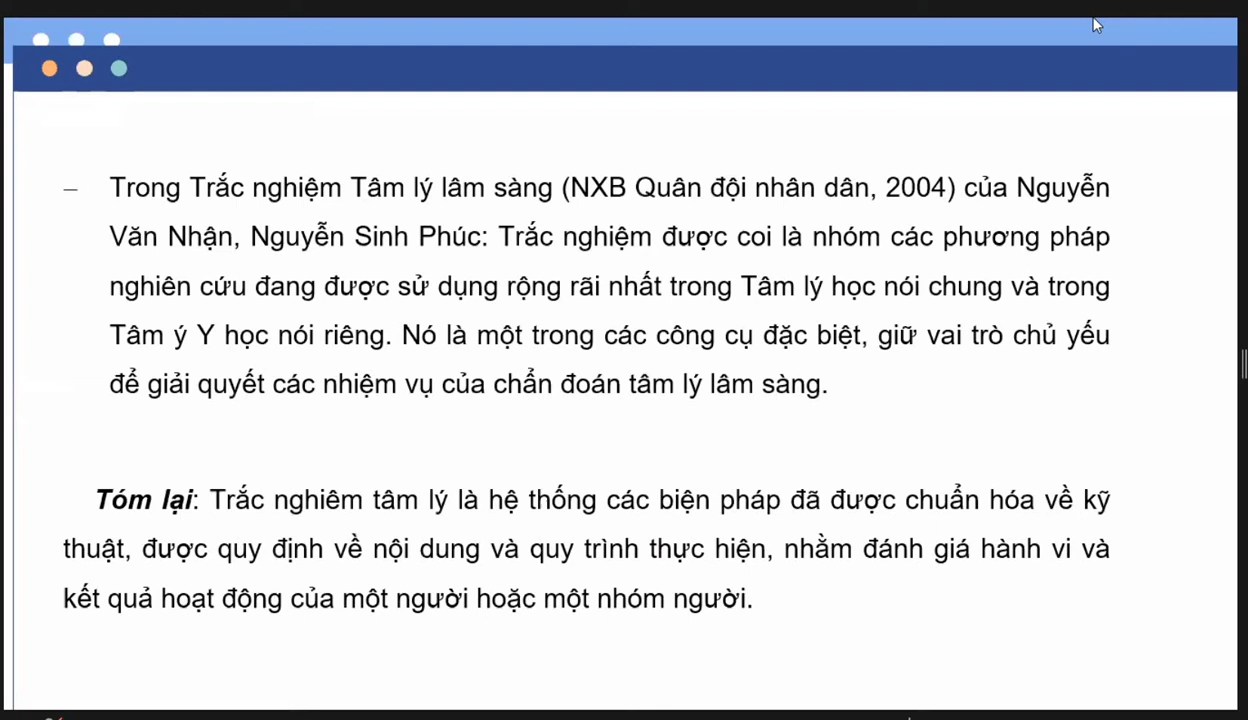 – Trong Trắc nghiệm Tâm lý lâm sàng (NXB Quân đội nhân dân, 2004) của Nguyễn
Văn Nhận, Nguyễn Sinh Phúc: Trắc nghiệm được coi là nhóm các phương pháp
nghiên cứu đang được sử dụng rộng rãi nhất trong Tâm lý học nói chung và trong
Tâm ý Y học nói riêng. Nó là một trong các công cụ đặc biệt, giữ vai trò chủ yếu
để giải quyết các nhiệm vụ của chẩn đoán tâm lý lâm sàng.
Tóm lại: Trắc nghiêm tâm lý là hệ thống các biện pháp đã được chuẩn hóa về kỹ
thuật, được quy định về nội dung và quy trình thực hiện, nhằm đánh giá hành vi và
kết quả hoạt động của một người hoặc một nhóm người.